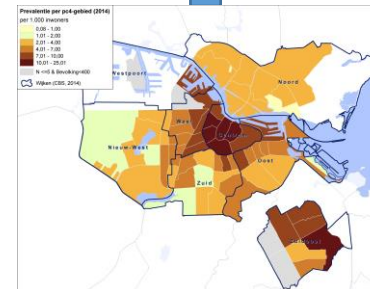 Prevalentie per pc4-gebied (2014)
per 1.000 inwoners
0,06 - 1,00
1,01 - 2,00
2,01 - 4,00
4,01 - 7,00
7,01 - 10,00
10,01 - 25,01
N <=5 & Bevolking<400
Wijken (CBS, 2014)
Westpoort
Noord
West
Centrum
Nieuw-West
Oost
Zuid
Zuidoost